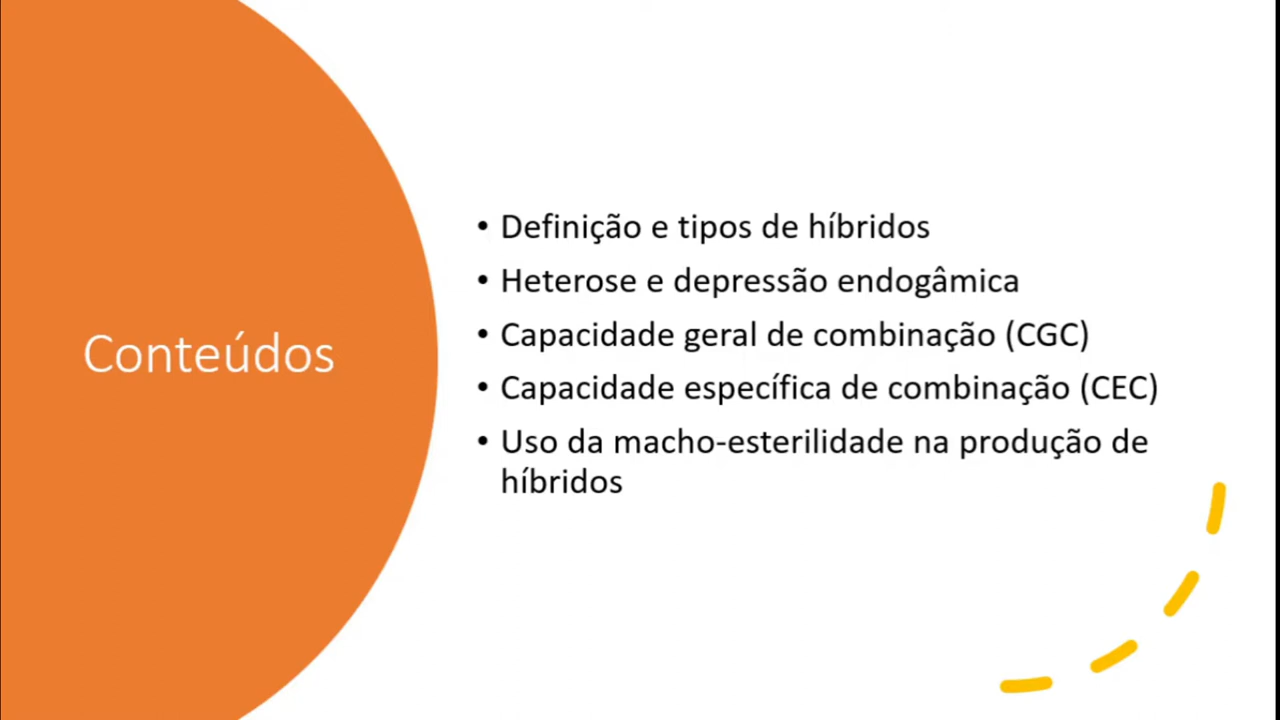 Conteúdos
• Definição e tipos de híbridos
• Heterose e depressão endogâmica
• Capacidade geral de combinação (CGC)
• Capacidade específica de combinação (CEC)
• Uso da macho-esterilidade na produção de
híbridos